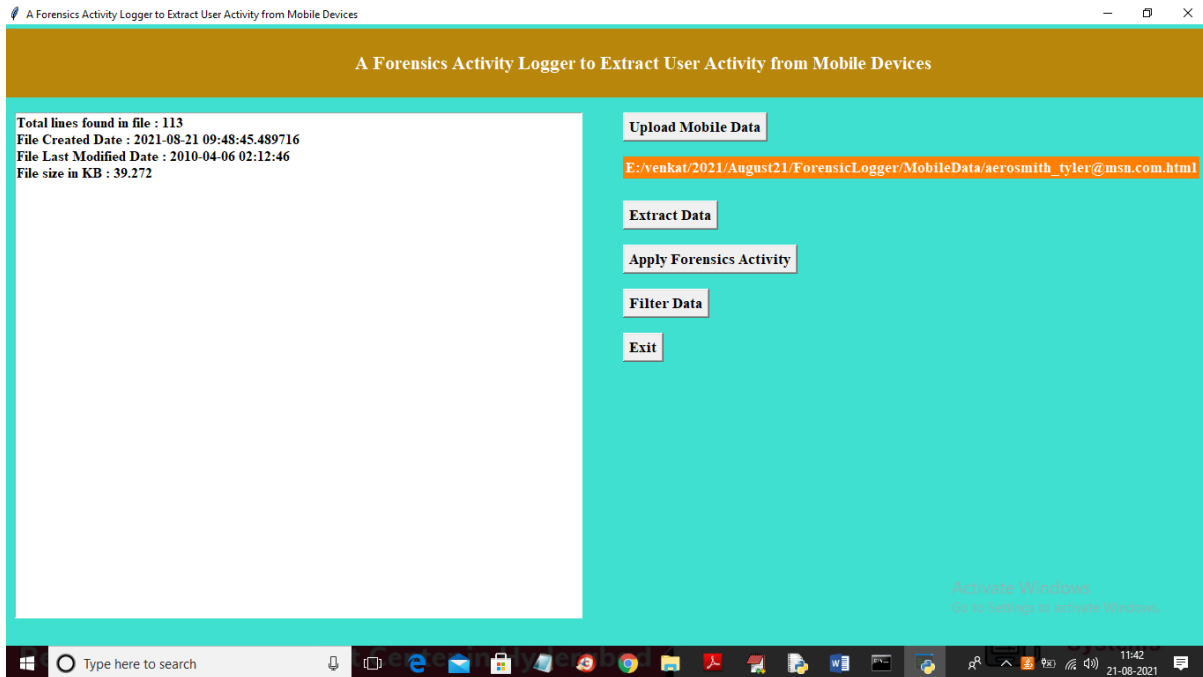 A Forensics Activity Logger to Extract User Activity from Mobile Devices
A Forensics Activity Logger to Extract User Activity from Mobile Devices
Total lines found in file : 113
File Created Date : 2021-08-21 09:48:45.489716
File Last Modified Date : 2010-04-06 02:12:46
File size in KB : 39.272
Upload Mobile Data
E:/venkat/2021/August21/ForensicLogger/MobileData/aerosmith_tyler@msn.com.html
Extract Data
Apply Forensics Activity
Filter Data
Exit
Activate Windows
Go to Settings to activate Windows.
Systems
Type here to search
11:42
21-08-2021